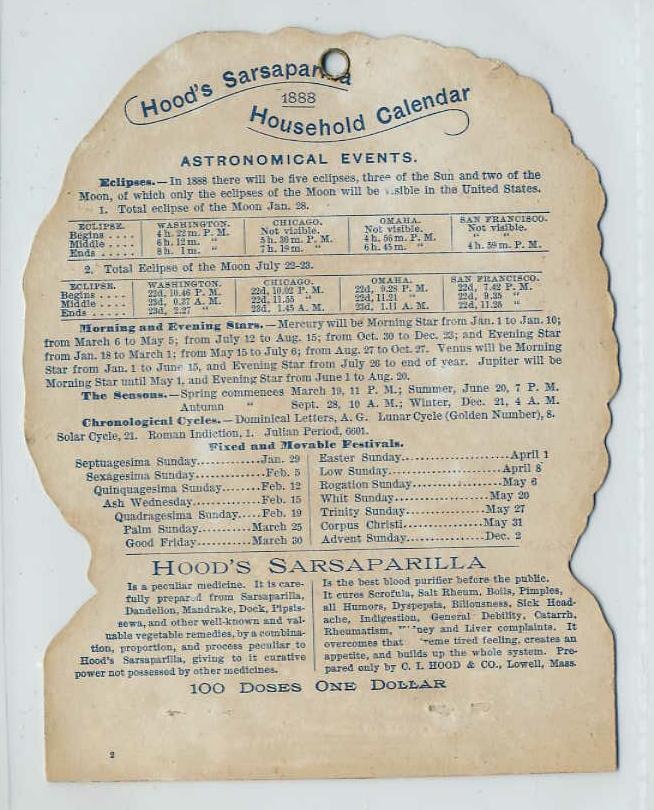 Hood's Sarsaparilla
1888
Household Calendar
ASTRONOMICAL EVENTS.
Eclipses.—In 1888 there will be five eclipses, three of the Sun and two of the
Moon, of which only the eclipses of the Moon will be visible in the United States.
1. Total eclipse of the Moon Jan. 28.
ECLIPSE. WASHINGTON. CHICAGO. OMAHA. SAN FRANCISCO.
Begins .... 4 h. 22 m. P. M. Not visible. Not visible. Not visible.
Middle .... 6 h. 12 m. " 5 h. 30 m. P. M. 4 h. 56 m. P. M. " "
Ends ..... 8 h. 1 m. " 7 h. 19 m. " 6 h. 45 m. " 4 h. 59 m. P. M.
2. Total Eclipse of the Moon July 22-23.
ECLIPSE. WASHINGTON. CHICAGO. OMAHA. SAN FRANCISCO.
Begins .... 22d, 10.46 P. M. 22d, 10.02 P. M. 22d, 9.28 P. M. 22d, 7.42 P. M.
Middle .... 23d, 0.37 A. M. 22d, 11.55 " 22d, 11.21 " 22d, 9.35 "
Ends ..... 23d, 2.27 " 23d, 1.45 A. M. 23d, 1.11 A. M. 22d, 11.25 "
Morning and Evening Stars.—Mercury will be Morning Star from Jan. 1 to Jan. 10;
from March 6 to May 5; from July 12 to Aug. 15; from Oct. 30 to Dec. 23; and Evening Star
from Jan. 18 to March 1; from May 15 to July 6; from Aug. 27 to Oct. 27. Venus will be Morning
Star from Jan. 1 to June 15, and Evening Star from July 26 to end of year. Jupiter will be
Morning Star until May 1, and Evening Star from June 1 to Aug. 20.
The Seasons.—Spring commences March 19, 11 P. M.; Summer, June 20, 7 P. M.
Autumn " Sept. 28, 10 A. M.; Winter, Dec. 21, 4 A. M.
Chronological Cycles.—Dominical Letters, A. G. Lunar Cycle (Golden Number), 8.
Solar Cycle, 21. Roman Indiction, 1. Julian Period, 6601.
Fixed and Movable Festivals.
Septuagesima Sunday...........Jan. 29
Sexagesima Sunday.............Feb. 5
Quinquagesima Sunday.......Feb. 12
Ash Wednesday.................Feb. 15
Quadragesima Sunday.....Feb. 19
Palm Sunday..........March 25
Good Friday..........March 30
Easter Sunday......................April 1
Low Sunday........................April 8
Rogation Sunday..................May 6
Whit Sunday......................May 20
Trinity Sunday...................May 27
Corpus Christi................May 31
Advent Sunday...............Dec. 2
HOOD'S SARSAPARILLA
Is a peculiar medicine. It is care-
fully prepared from Sarsaparilla,
Dandelion, Mandrake, Dock, Pipsis-
sewa, and other well-known and val-
uable vegetable remedies, by a combina-
tion, proportion, and process peculiar to
Hood's Sarsaparilla, giving to it curative
power not possessed by other medicines.
Is the best blood purifier before the public.
It cures Scrofula, Salt Rheum, Boils, Pimples,
all Humors, Dyspepsia, Biliousness, Sick Head-
ache, Indigestion, General Debility, Catarrh,
Rheumatism, and Liver complaints. It
overcomes that tired feeling, creates an
appetite, and builds up the whole system. Pre-
pared only by C. I. HOOD & CO., Lowell, Mass.
100 DOSES ONE DOLLAR
2